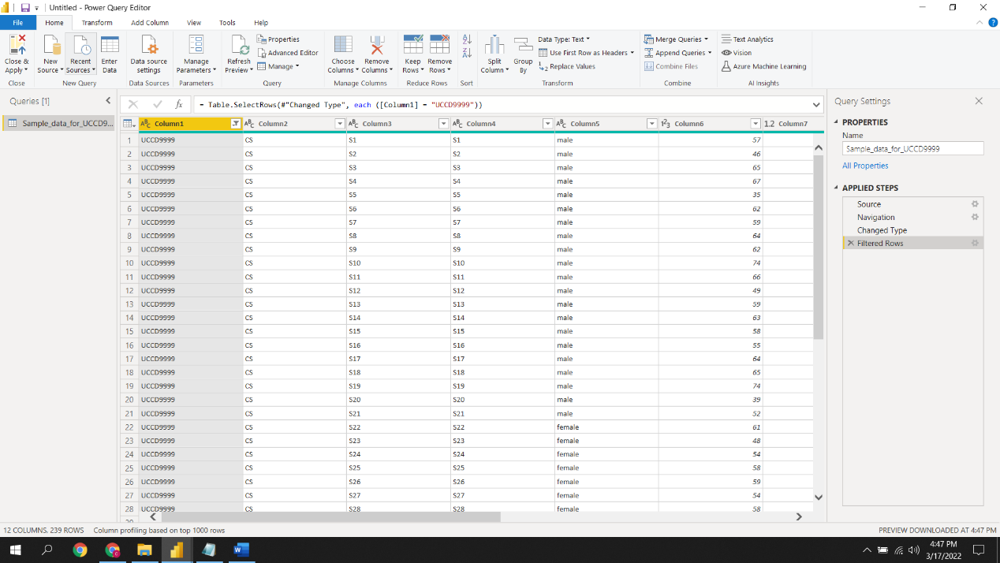 Untitled - Power Query Editor
File Home Transform Add Column View Tools Help
Close & Apply
Close
New Source
Recent Sources
Enter Data
New Query
Data source settings
Data Sources
Manage Parameters
Parameters
Refresh Preview
Properties
Advanced Editor
Manage
Query
Choose Columns
Remove Columns
Manage Columns
Keep Rows
Remove Rows
Reduce Rows
Sort
Split Column
Group By
Data Type: Text
Use First Row as Headers
Replace Values
Transform
Merge Queries
Append Queries
Combine Files
Combine
Text Analytics
Vision
Azure Machine Learning
AI Insights
Queries [1]
Sample_data_for_UCCD9...
fx
= Table.SelectRows(#"Changed Type", each ([Column1] = "UCCD9999"))
Column1 Column2 Column3 Column4 Column5 Column6 1.2 Column7
1 UCCD9999 CS S1 S1 male 57
2 UCCD9999 CS S2 S2 male 46
3 UCCD9999 CS S3 S3 male 65
4 UCCD9999 CS S4 S4 male 67
5 UCCD9999 CS S5 S5 male 35
6 UCCD9999 CS S6 S6 male 62
7 UCCD9999 CS S7 S7 male 59
8 UCCD9999 CS S8 S8 male 64
9 UCCD9999 CS S9 S9 male 62
10 UCCD9999 CS S10 S10 male 74
11 UCCD9999 CS S11 S11 male 66
12 UCCD9999 CS S12 S12 male 49
13 UCCD9999 CS S13 S13 male 59
14 UCCD9999 CS S14 S14 male 63
15 UCCD9999 CS S15 S15 male 58
16 UCCD9999 CS S16 S16 male 55
17 UCCD9999 CS S17 S17 male 64
18 UCCD9999 CS S18 S18 male 65
19 UCCD9999 CS S19 S19 male 74
20 UCCD9999 CS S20 S20 male 39
21 UCCD9999 CS S21 S21 male 52
22 UCCD9999 CS S22 S22 female 61
23 UCCD9999 CS S23 S23 female 48
24 UCCD9999 CS S24 S24 female 54
25 UCCD9999 CS S25 S25 female 58
26 UCCD9999 CS S26 S26 female 59
27 UCCD9999 CS S27 S27 female 54
28 UCCD9999 CS S28 S28 female 58
Query Settings
PROPERTIES
Name
Sample_data_for_UCCD9999
All Properties
APPLIED STEPS
Source
Navigation
Changed Type
Filtered Rows
12 COLUMNS, 239 ROWS Column profiling based on top 1000 rows
PREVIEW DOWNLOADED AT 4:47 PM
4:47 PM
3/17/2022